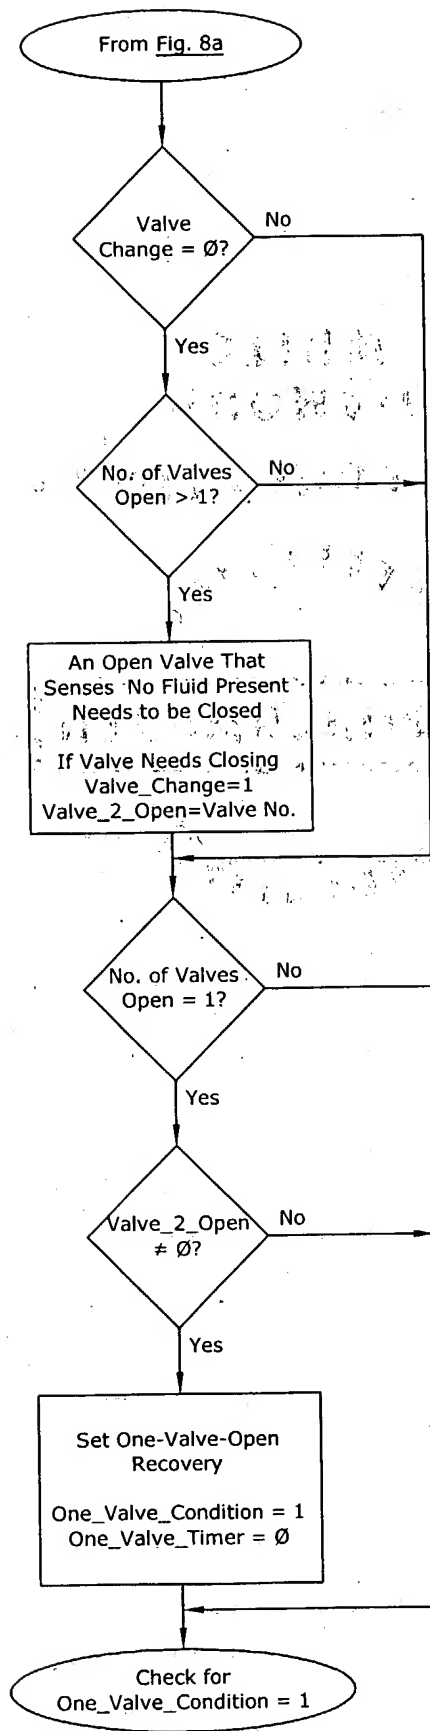 From Fig. 8a
Valve
Change = Ø?
No
Yes
No. of Valves
Open > 1?
No
Yes
An Open Valve That
Senses No Fluid Present
Needs to be Closed
If Valve Needs Closing
Valve_Change=1
Valve_2_Open=Valve No.
No. of Valves
Open = 1?
No
Yes
Valve_2_Open
≠ Ø?
No
Yes
Set One-Valve-Open
Recovery
One_Valve_Condition = 1
One_Valve_Timer = Ø
Check for
One_Valve_Condition = 1